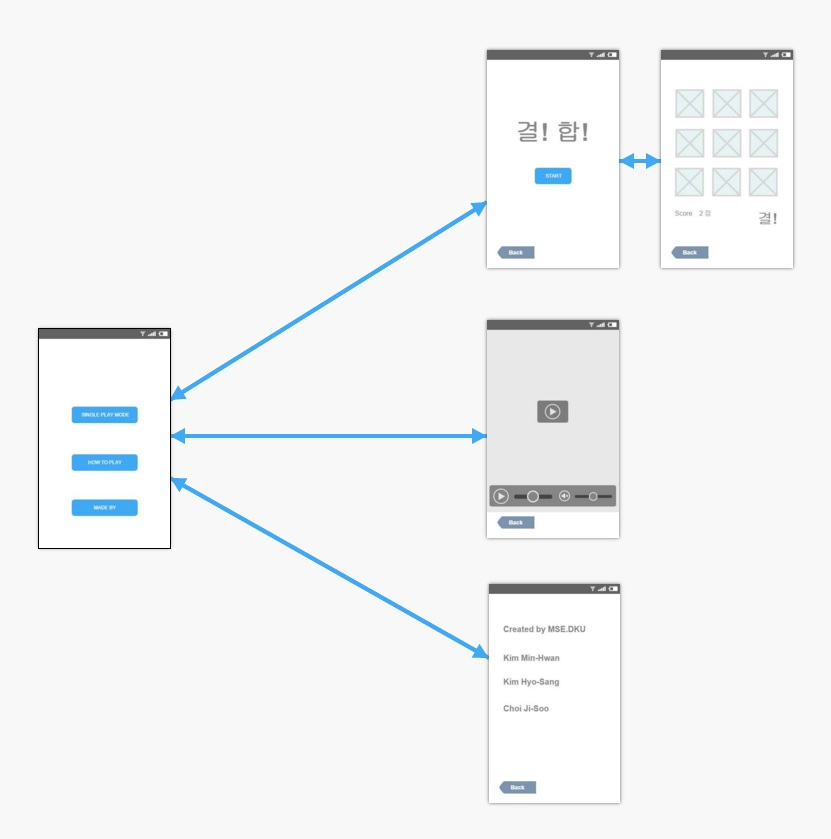 SINGLE PLAY MODE
HOW TO PLAY
MADE BY
결! 합!
START
Back
Score 2 점
결!
Back
Back
Created by MSE.DKU
Kim Min-Hwan
Kim Hyo-Sang
Choi Ji-Soo
Back